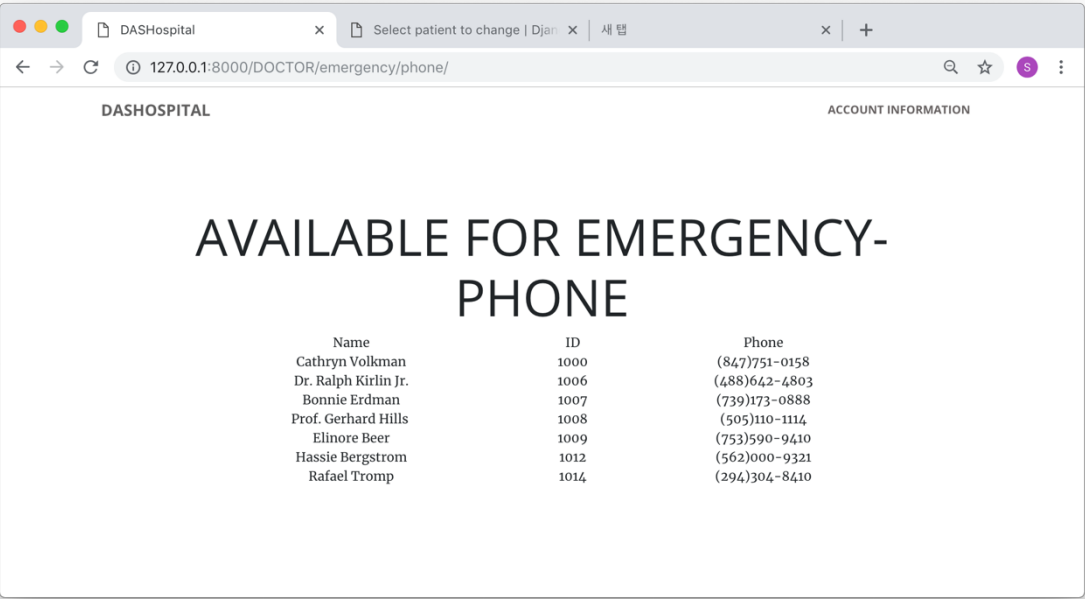 DASHospital
Select patient to change | Djan
새 탭
127.0.0.1:8000/DOCTOR/emergency/phone/
S
DASHOSPITAL ACCOUNT INFORMATION
AVAILABLE FOR EMERGENCY-
PHONE
Name ID Phone
Cathryn Volkman 1000 (847)751-0158
Dr. Ralph Kirlin Jr. 1006 (488)642-4803
Bonnie Erdman 1007 (739)173-0888
Prof. Gerhard Hills 1008 (505)110-1114
Elinore Beer 1009 (753)590-9410
Hassie Bergstrom 1012 (562)000-9321
Rafael Tromp 1014 (294)304-8410